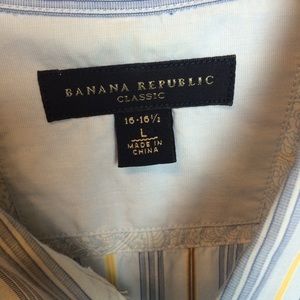 BANANA REPUBLIC
CLASSIC
16-16½
L
MADE IN
CHINA